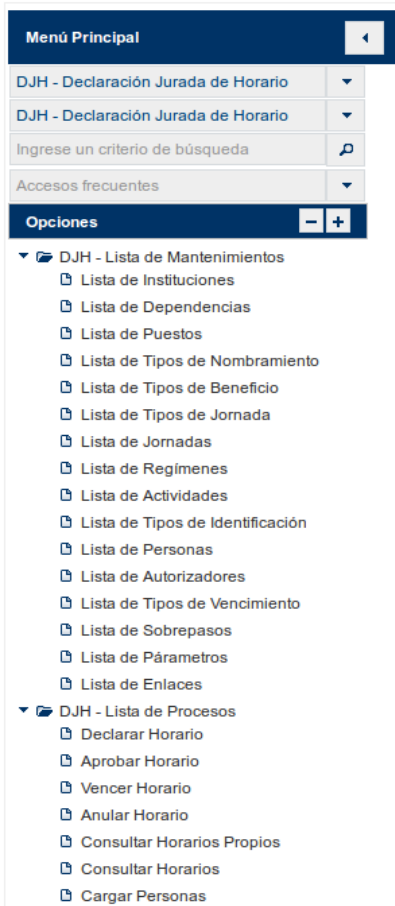 Menú Principal
DJH - Declaración Jurada de Horario
DJH - Declaración Jurada de Horario
Ingrese un criterio de búsqueda
Accesos frecuentes
Opciones
DJH - Lista de Mantenimientos
Lista de Instituciones
Lista de Dependencias
Lista de Puestos
Lista de Tipos de Nombramiento
Lista de Tipos de Beneficio
Lista de Tipos de Jornada
Lista de Jornadas
Lista de Regímenes
Lista de Actividades
Lista de Tipos de Identificación
Lista de Personas
Lista de Autorizadores
Lista de Tipos de Vencimiento
Lista de Sobrepasos
Lista de Párametros
Lista de Enlaces
DJH - Lista de Procesos
Declarar Horario
Aprobar Horario
Vencer Horario
Anular Horario
Consultar Horarios Propios
Consultar Horarios
Cargar Personas